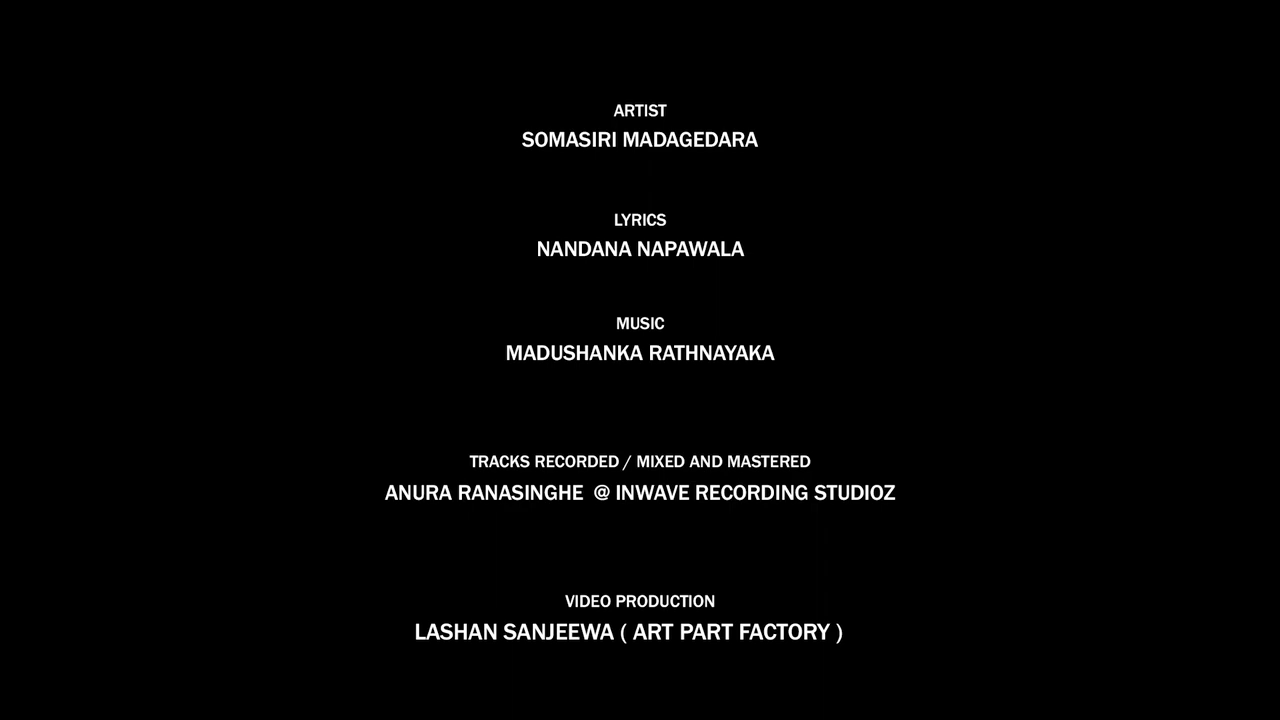 ARTIST
SOMASIRI MADAGEDARA
LYRICS
NANDANA NAPAWALA
MUSIC
MADUSHANKA RATHNAYAKA
TRACKS RECORDED / MIXED AND MASTERED
ANURA RANASINGHE @ INWAVE RECORDING STUDIOZ
VIDEO PRODUCTION
LASHAN SANJEEWA ( ART PART FACTORY )